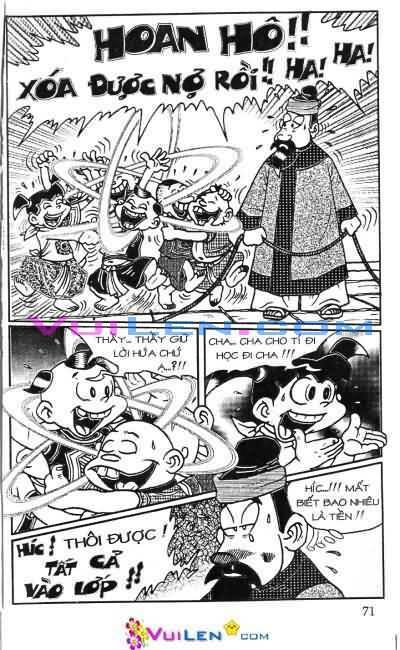 HOAN HÔ!!
XÓA ĐƯỢC NỢ RỒI!! HA! HA!
THẦY... THẦY GIỮ
LỜI HỨA CHỨ
Ạ...?!!
CHA... CHA CHO TÍ ĐI
HỌC ĐI CHA !!!
VUILEN.COM
HÍC...!!! MẤT
BIẾT BAO NHIÊU
LÀ TIỀN !!
HÚC! THÔI ĐƯỢC!
TẤT CẢ
VÀO LỚP !!
71
VUILEN.COM